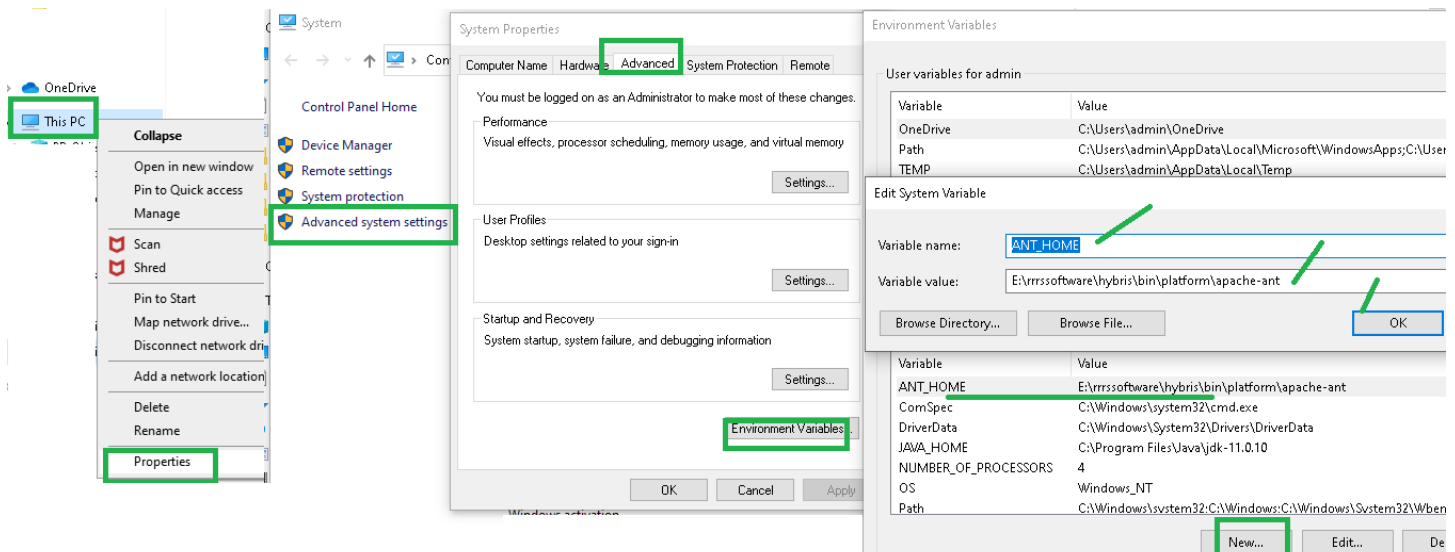 OneDrive
This PC
Collapse
Open in new window
Pin to Quick access
Manage
Scan
Shred
Pin to Start
Map network drive...
Disconnect network dri
Add a network location
Delete
Rename
Properties
System
Con
Control Panel Home
Device Manager
Remote settings
System protection
Advanced system settings
System Properties
Computer Name Hardware Advanced System Protection Remote
You must be logged on as an Administrator to make most of these changes.
Performance
Visual effects, processor scheduling, memory usage, and virtual memory
Settings...
User Profiles
Desktop settings related to your sign-in
Settings...
Startup and Recovery
System startup, system failure, and debugging information
Settings...
Environment Variables...
OK Cancel Apply
Windows activation
Environment Variables
User variables for admin
Variable Value
OneDrive C:\Users\admin\OneDrive
Path C:\Users\admin\AppData\Local\Microsoft\WindowsApps;C:\User
TEMP C:\Users\admin\AppData\Local\Temp
Edit System Variable
Variable name: ANT_HOME
Variable value: E:\rrrssoftware\hybris\bin\platform\apache-ant
Browse Directory... Browse File... OK
Variable Value
ANT_HOME E:\rrrssoftware\hybris\bin\platform\apache-ant
ComSpec C:\Windows\system32\cmd.exe
DriverData C:\Windows\System32\Drivers\DriverData
JAVA_HOME C:\Program Files\Java\jdk-11.0.10
NUMBER_OF_PROCESSORS 4
OS Windows_NT
Path C:\Windows\system32;C:\Windows;C:\Windows\System32\Wben
New... Edit... De